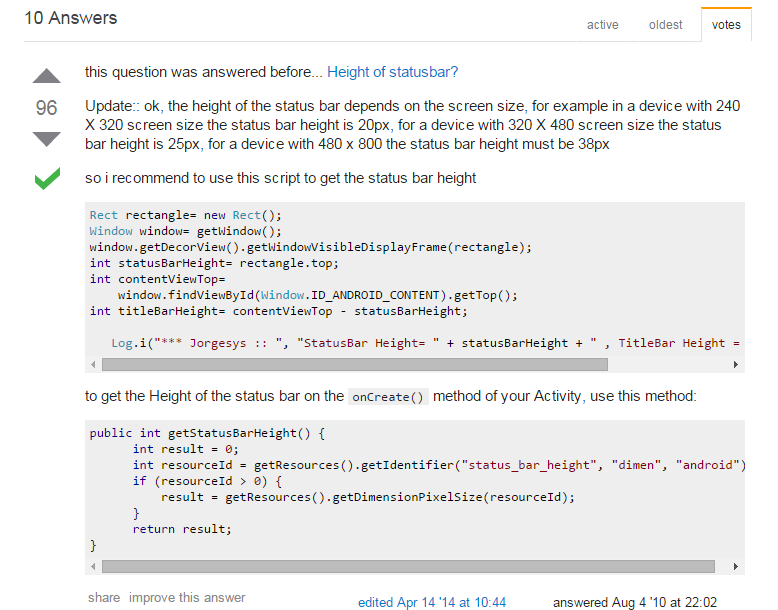 10 Answers
active oldest votes
this question was answered before... Height of statusbar?
96
Update:: ok, the height of the status bar depends on the screen size, for example in a device with 240
X 320 screen size the status bar height is 20px, for a device with 320 X 480 screen size the status
bar height is 25px, for a device with 480 x 800 the status bar height must be 38px
so i recommend to use this script to get the status bar height
Rect rectangle= new Rect();
Window window= getWindow();
window.getDecorView().getWindowVisibleDisplayFrame(rectangle);
int statusBarHeight= rectangle.top;
int contentViewTop=
    window.findViewById(Window.ID_ANDROID_CONTENT).getTop();
int titleBarHeight= contentViewTop - statusBarHeight;
   Log.i("*** Jorgesys :: ", "StatusBar Height= " + statusBarHeight + " , TitleBar Height =
to get the Height of the status bar on the onCreate() method of your Activity, use this method:
public int getStatusBarHeight() {
      int result = 0;
      int resourceId = getResources().getIdentifier("status_bar_height", "dimen", "android")
      if (resourceId > 0) {
          result = getResources().getDimensionPixelSize(resourceId);
      }
      return result;
}
share improve this answer
edited Apr 14 '14 at 10:44
answered Aug 4 '10 at 22:02